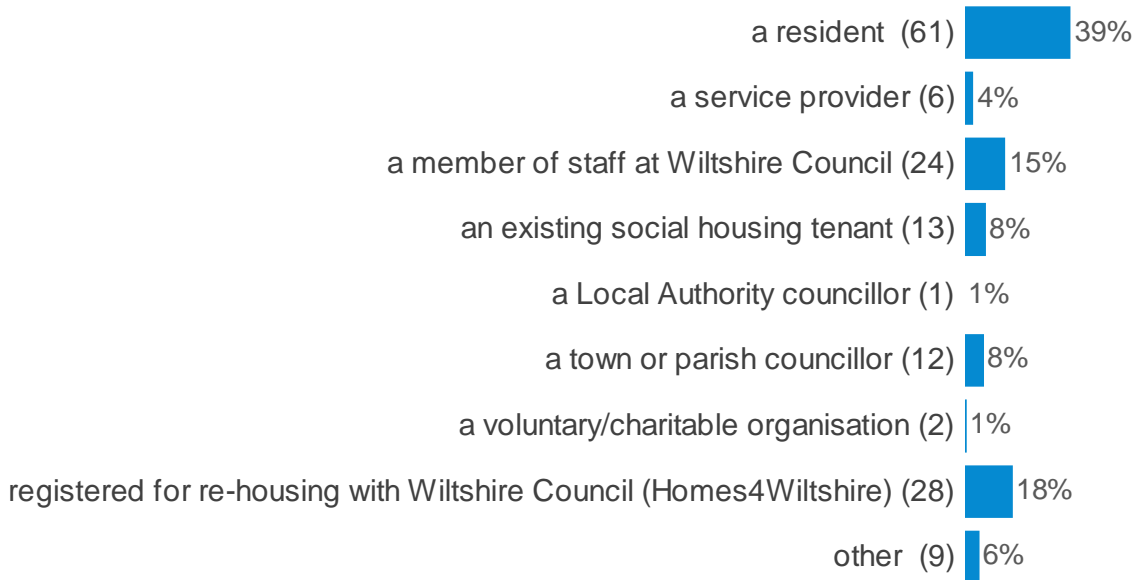 a resident (61) 39%
a service provider (6) 4%
a member of staff at Wiltshire Council (24) 15%
an existing social housing tenant (13) 8%
a Local Authority councillor (1) 1%
a town or parish councillor (12) 8%
a voluntary/charitable organisation (2) 1%
registered for re-housing with Wiltshire Council (Homes4Wiltshire) (28) 18%
other (9) 6%